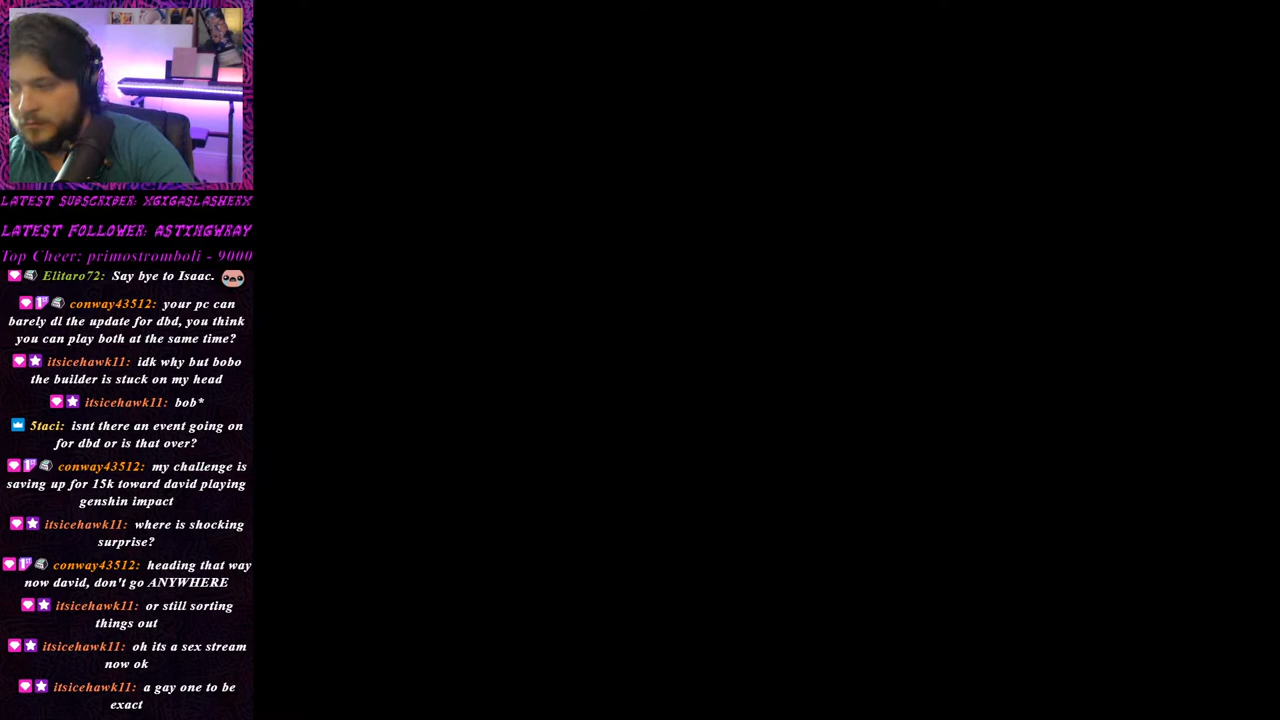 LATEST SUBSCRIBER: XGIGASLASHERX
LATEST FOLLOWER: ASTINGWRAY
Top Cheer: primostromboli - 9000
Elitaro72: Say bye to Isaac.
conway43512: your pc can
barely dl the update for dbd, you think
you can play both at the same time?
itsicehawk11: idk why but bobo
the builder is stuck on my head
itsicehawk11: bob*
5taci: isnt there an event going on
for dbd or is that over?
conway43512: my challenge is
saving up for 15k toward david playing
genshin impact
itsicehawk11: where is shocking
surprise?
conway43512: heading that way
now david, don't go ANYWHERE
itsicehawk11: or still sorting
things out
itsicehawk11: oh its a sex stream
now ok
itsicehawk11: a gay one to be
exact